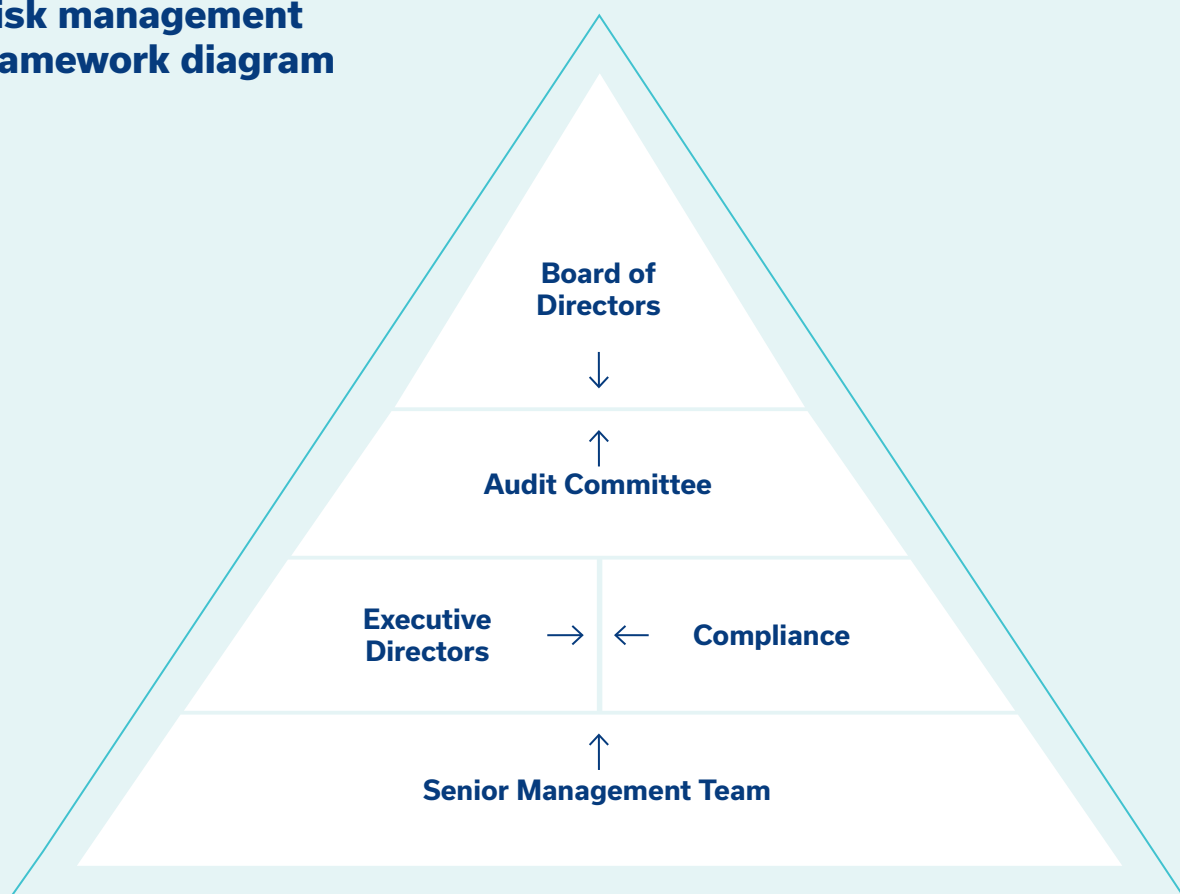 isk management
amework diagram
Board of
Directors
Audit Committee
Executive
Directors
Compliance
Senior Management Team